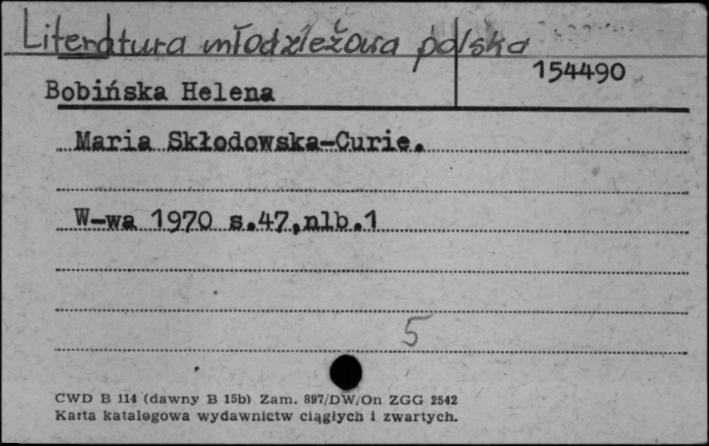 Literatura młodzieżowa polska
154490
Bobińska Helena
Maria Skłodowska-Curie.
W-wa 1970 s.47,nlb.1
5
CWD B 114 (dawny B 15b) Zam. 897/DW/On ZGG 2542
Karta katalogowa wydawnictw ciągłych i zwartych.